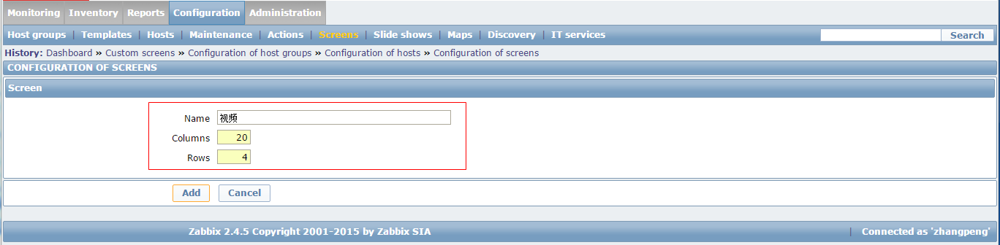 Monitoring Inventory Reports Configuration Administration
Host groups | Templates | Hosts | Maintenance | Actions | Screens | Slide shows | Maps | Discovery | IT services Search
History: Dashboard » Custom screens » Configuration of host groups » Configuration of hosts » Configuration of screens
CONFIGURATION OF SCREENS
Screen
Name 视频
Columns 20
Rows 4
Add Cancel
Zabbix 2.4.5 Copyright 2001-2015 by Zabbix SIA | Connected as 'zhangpeng'